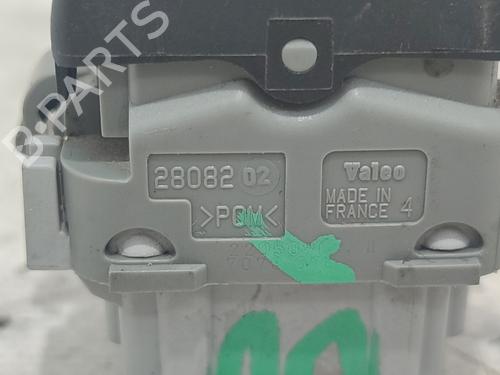 B-PARTS
28082 02
>POM<
Valeo
MADE IN
FRANCE 4